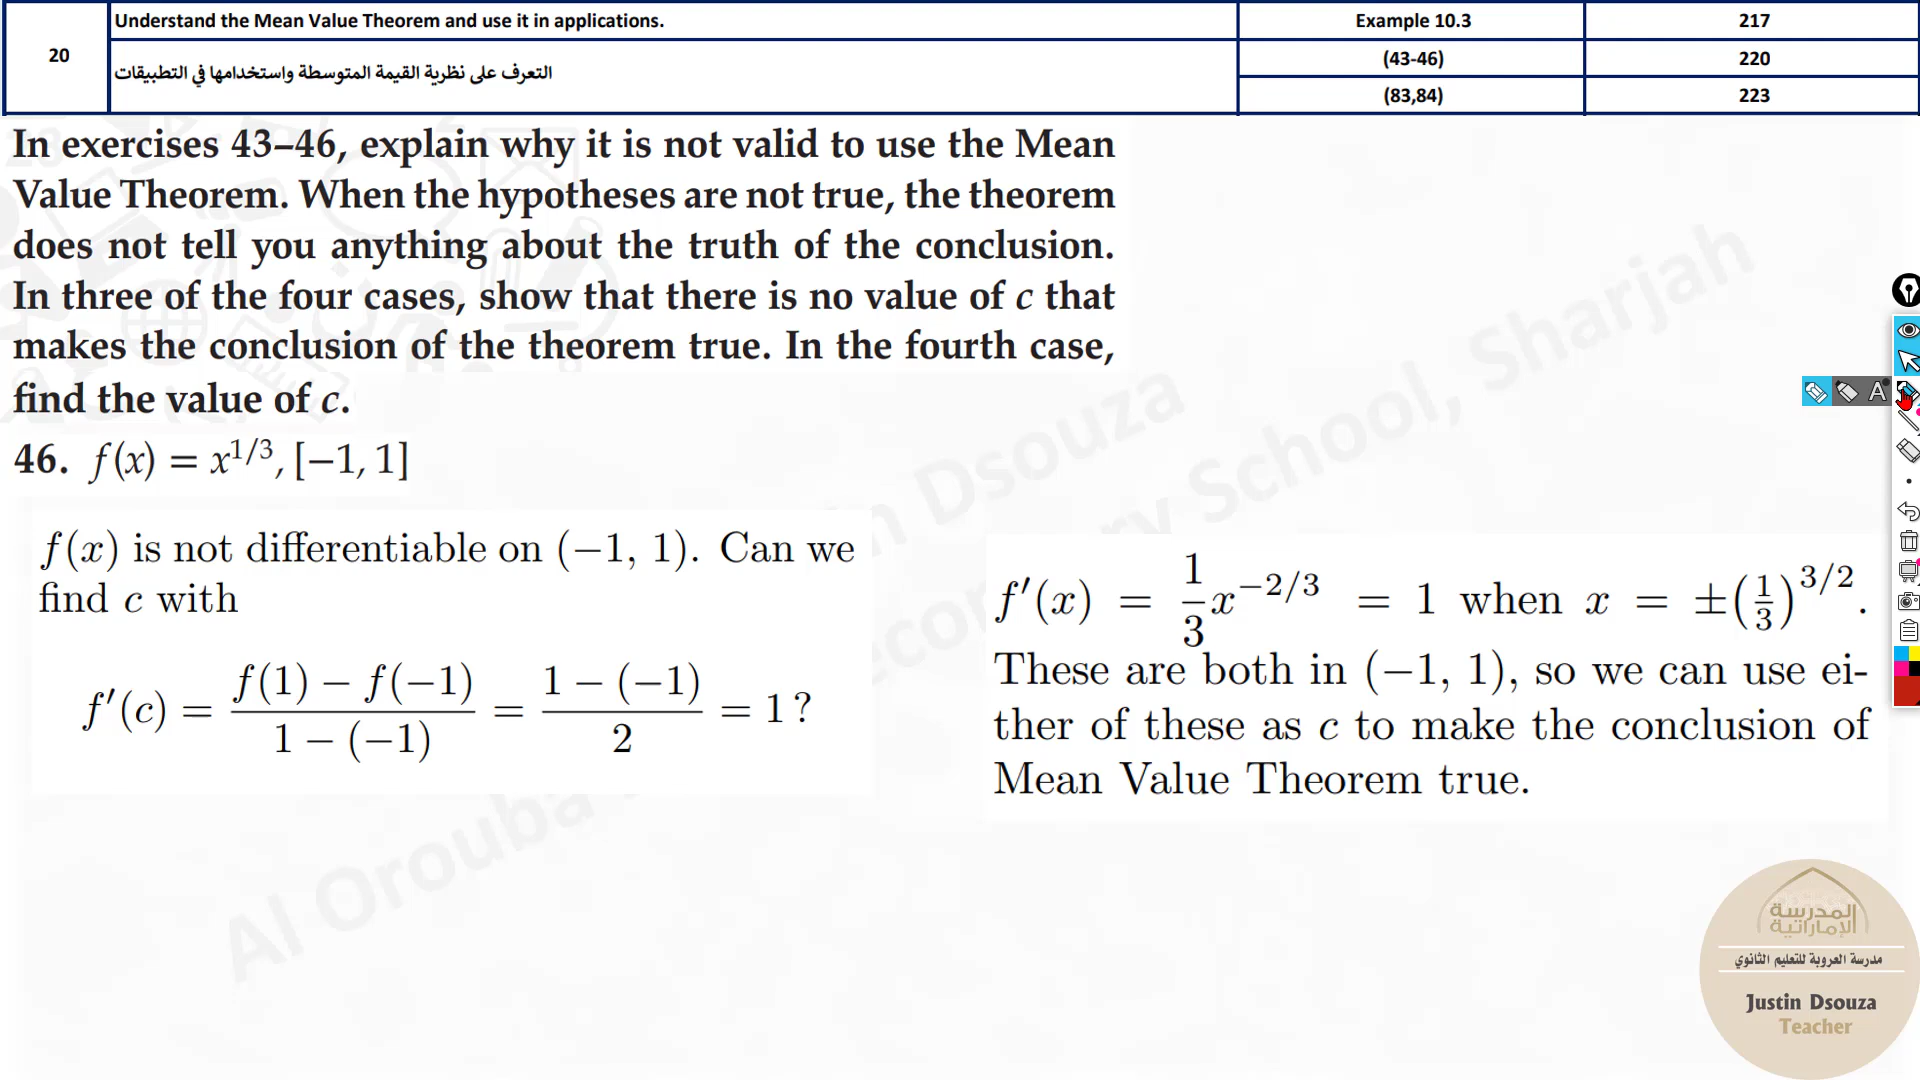 20
Understand the Mean Value Theorem and use it in applications.
التعرف على نظرية القيمة المتوسطة واستخدامها في التطبيقات
Example 10.3
217
(43-46)
220
(83,84)
223
In exercises 43–46, explain why it is not valid to use the Mean
Value Theorem. When the hypotheses are not true, the theorem
does not tell you anything about the truth of the conclusion.
In three of the four cases, show that there is no value of c that
makes the conclusion of the theorem true. In the fourth case,
find the value of c.
46. f(x) = x^{1/3}, [−1, 1]
f(x) is not differentiable on (−1, 1). Can we
find c with
f′(c) = \frac{f(1) − f(−1)}{1 − (−1)} = \frac{1 − (−1)}{2} = 1?
f′(x) = \frac{1}{3}x^{−2/3} = 1 when x = ±(\frac{1}{3})^{3/2}.
These are both in (−1, 1), so we can use ei-
ther of these as c to make the conclusion of
Mean Value Theorem true.
A
Dsouza
School, Sharjah
Al Orouba
المدرسة
الإماراتية
مدرسة العروبة للتعليم الثانوي
Justin Dsouza
Teacher